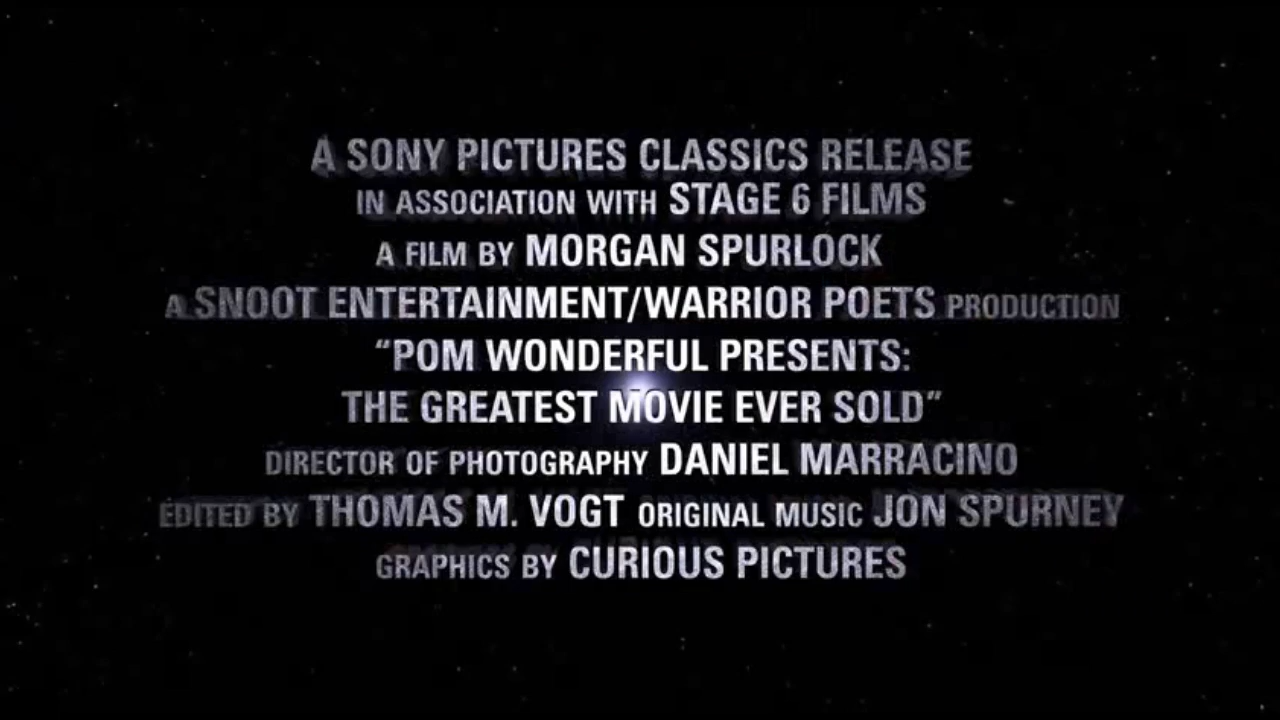 A SONY PICTURES CLASSICS RELEASE
IN ASSOCIATION WITH STAGE 6 FILMS
A FILM BY MORGAN SPURLOCK
A SNOOT ENTERTAINMENT/WARRIOR POETS PRODUCTION
“POM WONDERFUL PRESENTS:
THE GREATEST MOVIE EVER SOLD”
DIRECTOR OF PHOTOGRAPHY DANIEL MARRACINO
EDITED BY THOMAS M. VOGT ORIGINAL MUSIC JON SPURNEY
GRAPHICS BY CURIOUS PICTURES